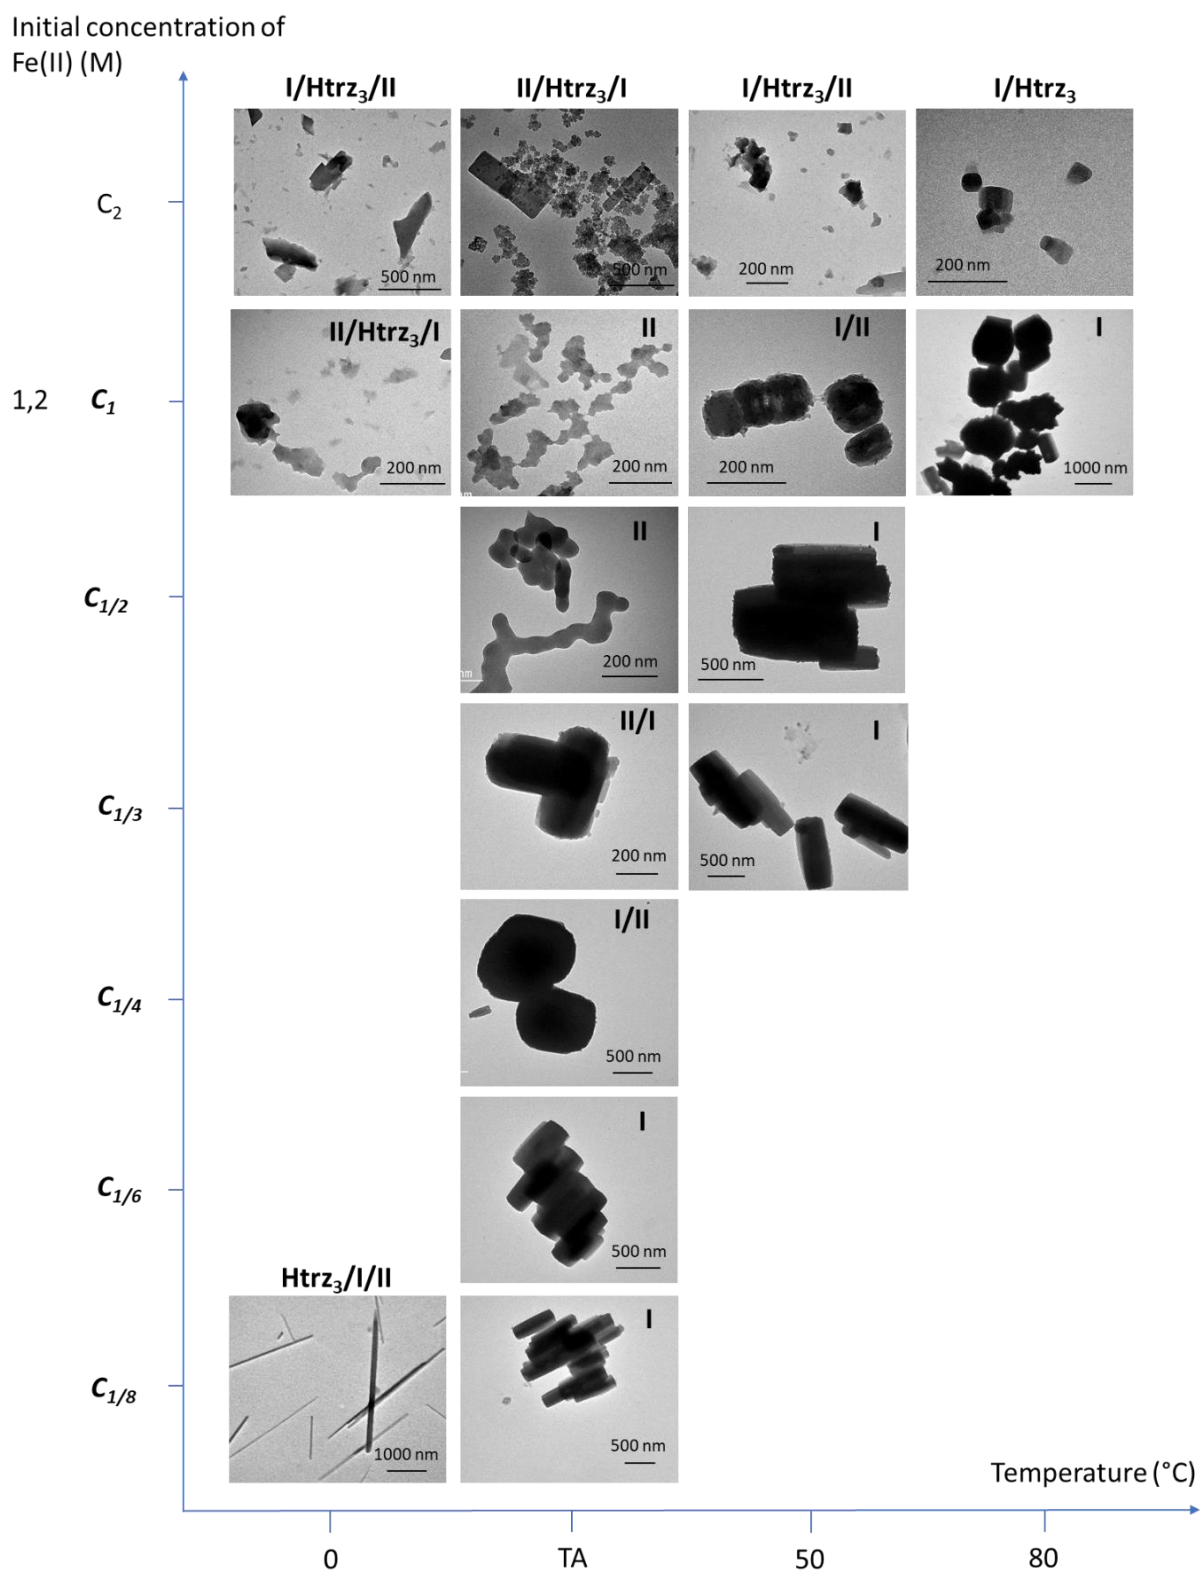 Initial concentration of
Fe(II) (M)
I/Htrz₃/II
II/Htrz₃/I
I/Htrz₃/II
I/Htrz₃
C₂
500 nm
500 nm
200 nm
200 nm
II/Htrz₃/I
II
I/II
I
1,2
C₁
200 nm
200 nm
200 nm
1000 nm
nm
II
I
C₁/₂
200 nm
500 nm
nm
II/I
I
C₁/₃
200 nm
500 nm
I/II
C₁/₄
500 nm
I
C₁/₆
500 nm
Htrz₃/I/II
I
C₁/₈
1000 nm
500 nm
Temperature (°C)
0
TA
50
80